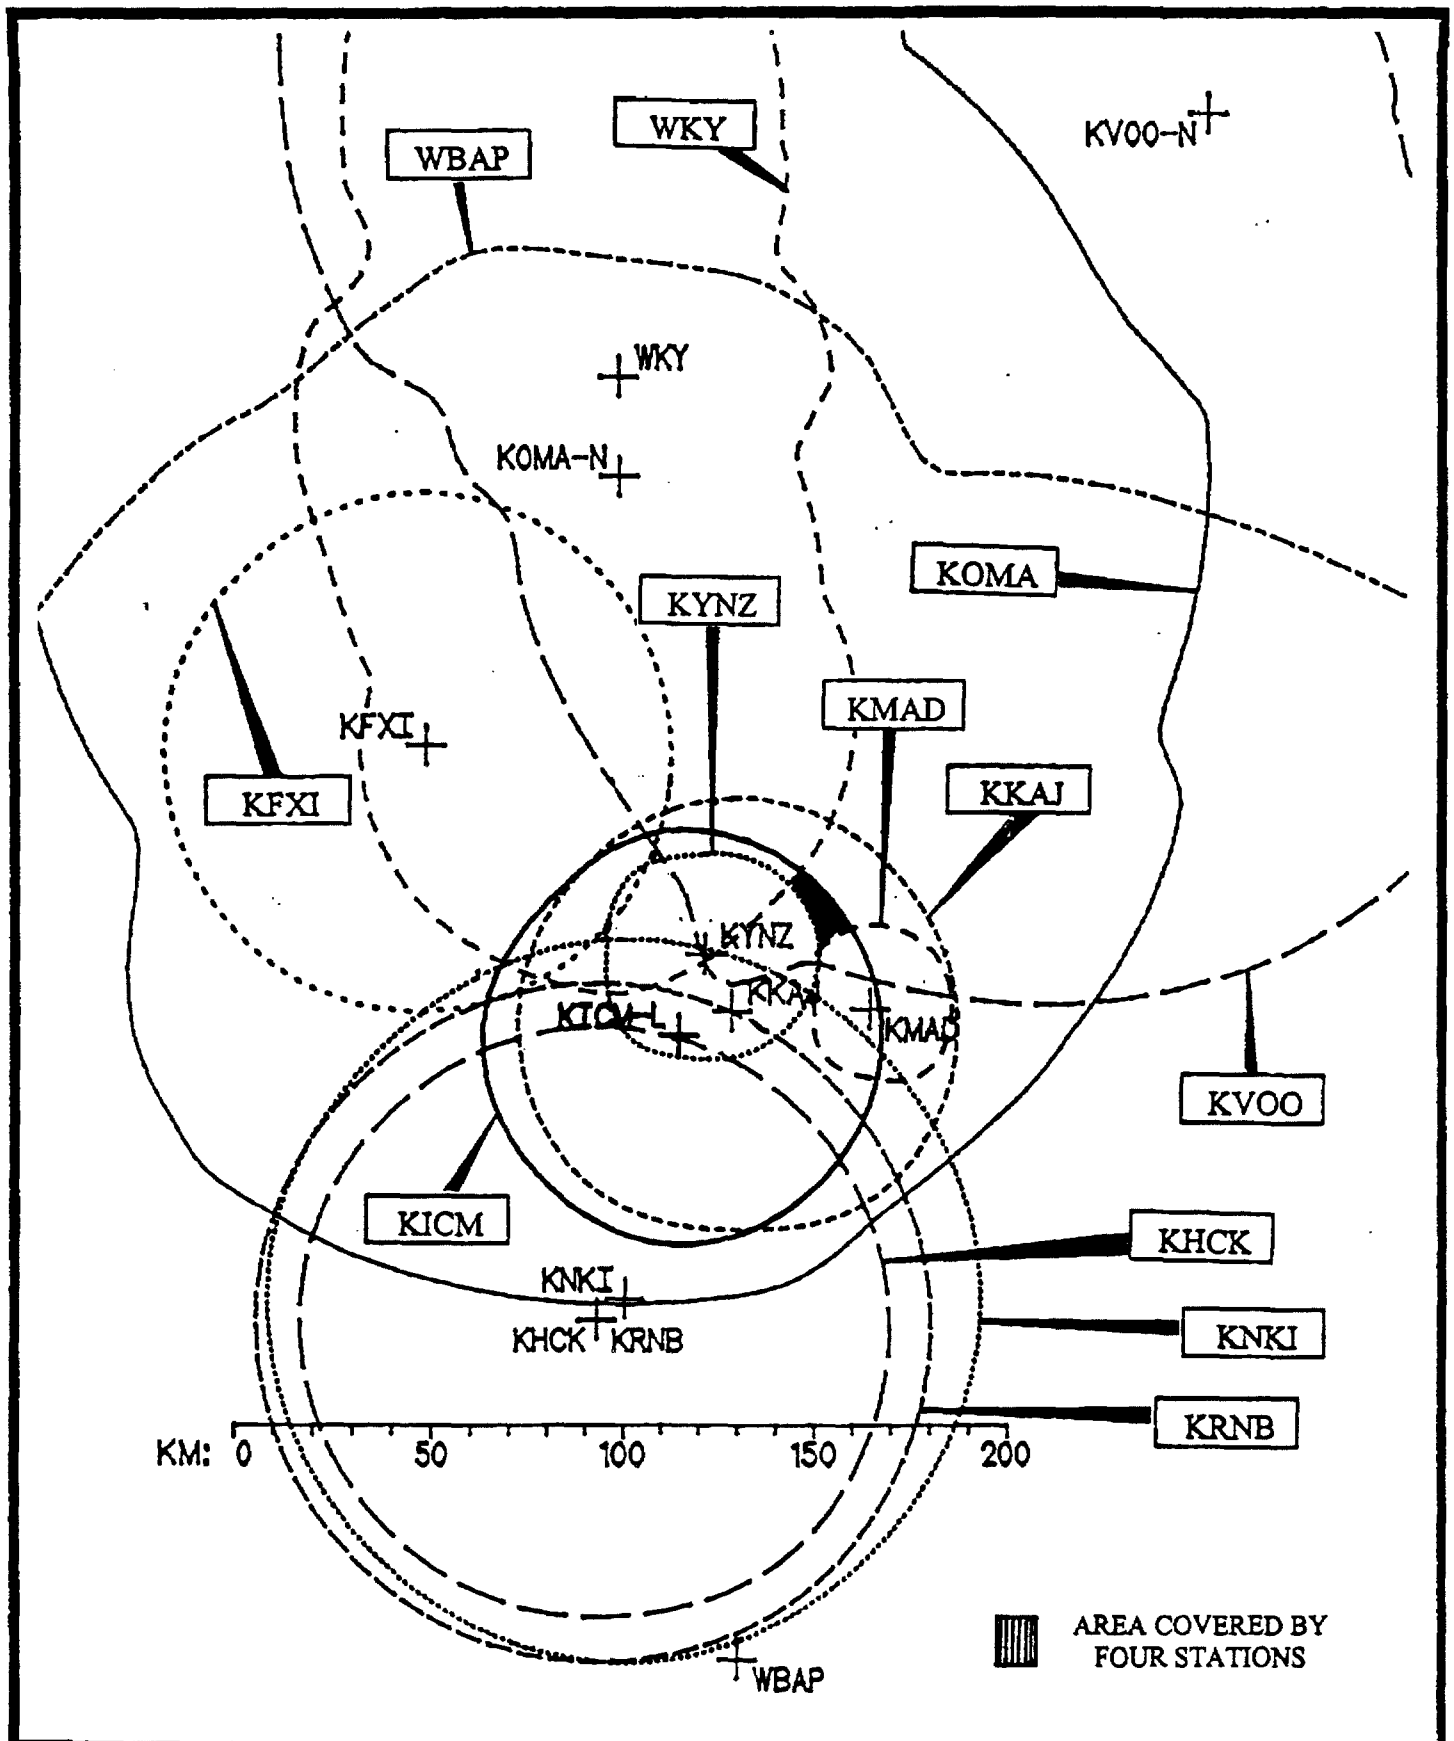 WKY
KVOO-N
WBAP
WKY
KOMA-N
KOMA
KYNZ
KMAD
KFXI
KKAJ
KFXI
KYNZ
KICM-L
KMAD
KVOO
KICM
KHCK
KNKI
KHCK KRNB
KNKI
KRNB
KM: 0 50 100 150 200
AREA COVERED BY
FOUR STATIONS
WBAP